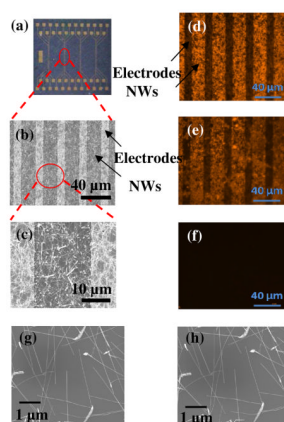 (a)
(d)
Electrodes
NWs
(b)
Electrodes
NWs
40 µm
40 µm
(e)
40 µm
(c)
10 µm
(f)
40 µm
(g)
1 µm
(h)
1 µm